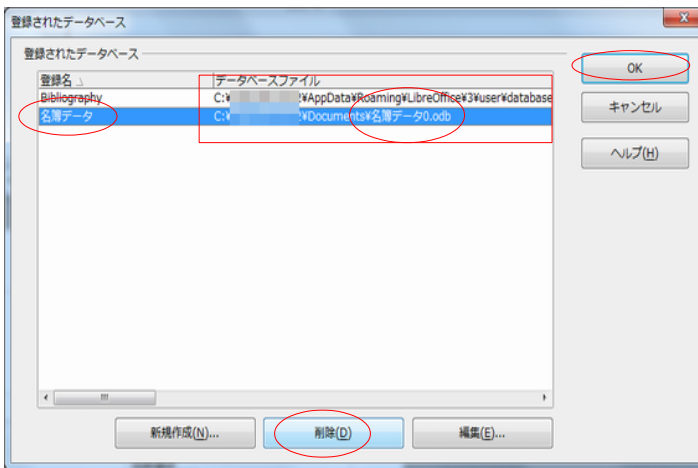 登録されたデータベース
登録されたデータベース
OK
登録名 データベースファイル
Bibliography C:¥ ¥AppData¥Roaming¥LibreOffice¥3¥user¥database
名簿データ C:¥ ¥Documents¥名簿データ0.odb
キャンセル
ヘルプ(H)
新規作成(N)... 削除(D) 編集(E)...